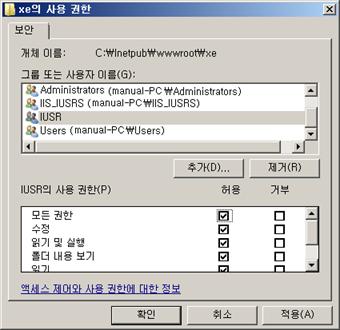 xe의 사용 권한
보안
개체 이름: C:\Inetpub\wwwroot\xe
그룹 또는 사용자 이름(G):
Administrators (manual-PC\Administrators)
IIS_IUSRS (manual-PC\IIS_IUSRS)
IUSR
Users (manual-PC\Users)
추가(D)... 제거(R)
IUSR의 사용 권한(P) 허용 거부
모든 권한
수정
읽기 및 실행
폴더 내용 보기
읽기
액세스 제어와 사용 권한에 대한 정보
확인 취소 적용(A)